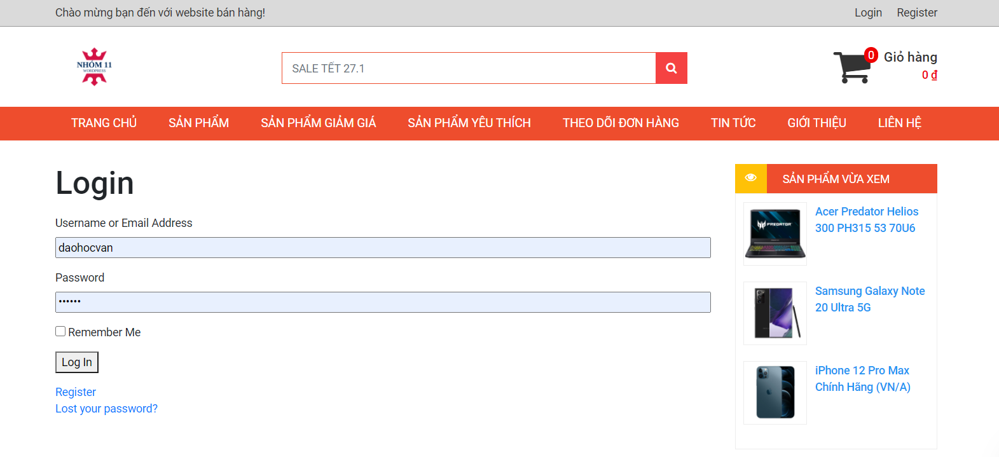 Chào mừng bạn đến với website bán hàng!
Login Register
NHÓM 11
WORDPRESS
SALE TẾT 27.1
0 Giỏ hàng
0 ₫
TRANG CHỦ SẢN PHẨM SẢN PHẨM GIẢM GIÁ SẢN PHẨM YÊU THÍCH THEO DÕI ĐƠN HÀNG TIN TỨC GIỚI THIỆU LIÊN HỆ
Login
Username or Email Address
daohocvan
Password
••••••
Remember Me
Log In
Register
Lost your password?
SẢN PHẨM VỪA XEM
PREDATOR
Acer Predator Helios
300 PH315 53 70U6
Samsung Galaxy Note
20 Ultra 5G
iPhone 12 Pro Max
Chính Hãng (VN/A)